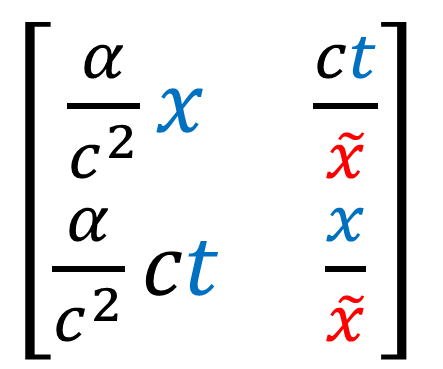 [ α/c² x    ct/x̃ ]
[ α/c² ct    x/x̃ ]